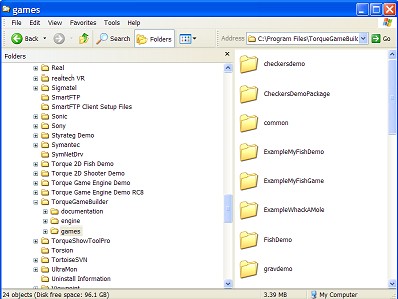 games
File Edit View Favorites Tools Help
Back Search Folders Address C:\Program Files\TorqueGameBuilder Go
Folders
Real
realtech VR
Sigmatel
SmartFTP
SmartFTP Client Setup Files
Sonic
Sony
Styrateg Demo
Symantec
SymNetDrv
Torque 2D Fish Demo
Torque 2D Shooter Demo
Torque Game Engine Demo
Torque Game Engine Demo RC8
TorqueGameBuilder
documentation
engine
games
TorqueShowToolPro
Torsion
TortoiseSVN
UltraMon
Uninstall Information
Viewpoint
checkersdemo
CheckersDemoPackage
common
ExampleMyFishDemo
ExampleMyFishGame
ExampleWhackAMole
FishDemo
gravdemo
24 objects (Disk free space: 96.1 GB) 3.39 MB My Computer